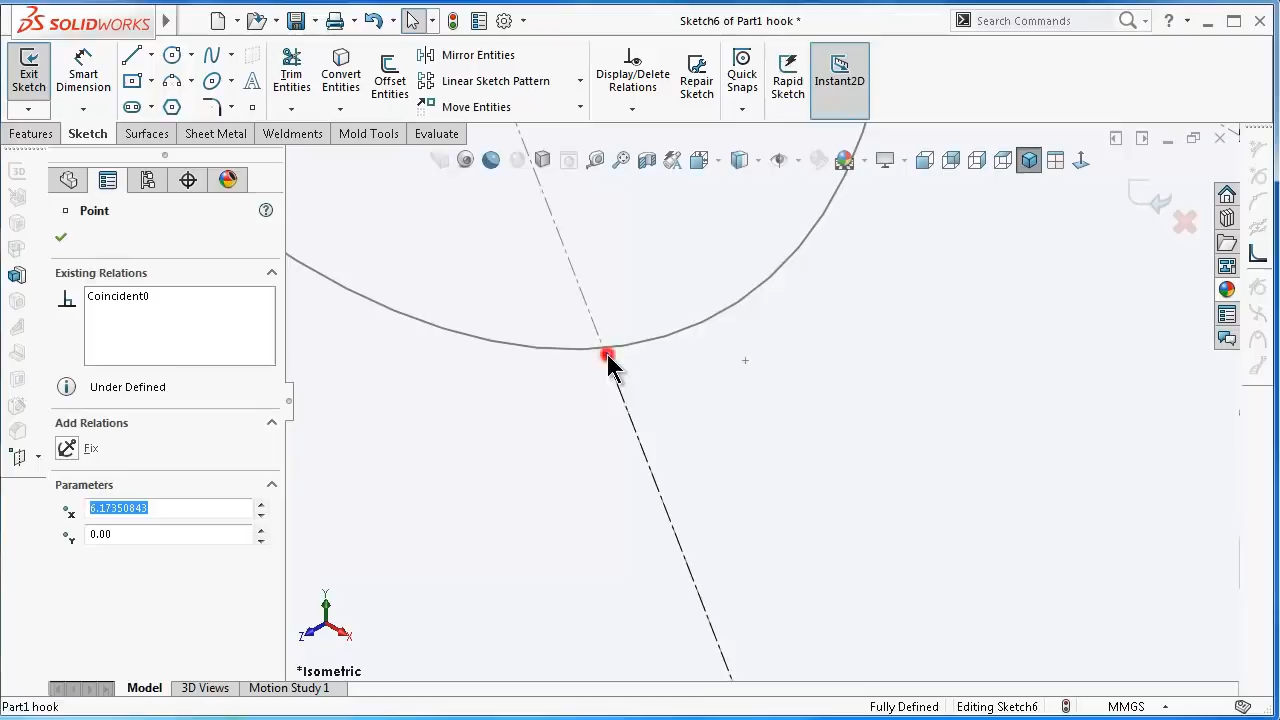 SOLIDWORKS
Sketch6 of Part1 hook *
Search Commands
?
Exit Sketch
Smart Dimension
Trim Entities
Convert Entities
Offset Entities
Mirror Entities
Linear Sketch Pattern
Move Entities
Display/Delete Relations
Repair Sketch
Quick Snaps
Rapid Sketch
Instant2D
Features
Sketch
Surfaces
Sheet Metal
Weldments
Mold Tools
Evaluate
3D
Point
?
Existing Relations
Coincident0
Under Defined
Add Relations
Fix
Parameters
x 6.17350843
Y 0.00
Y
Z
X
*Isometric
Model
3D Views
Motion Study 1
Part1 hook
Fully Defined
Editing Sketch6
MMGS